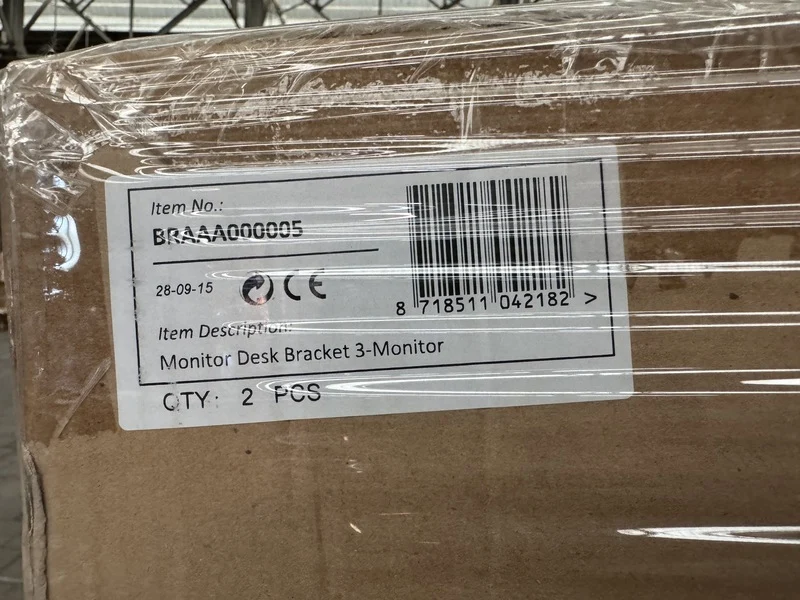 Item No.:
BRAAA000005
28-09-15 CE
Item Description:
Monitor Desk Bracket 3-Monitor
QTY: 2 PCS
8 718511 042182 >